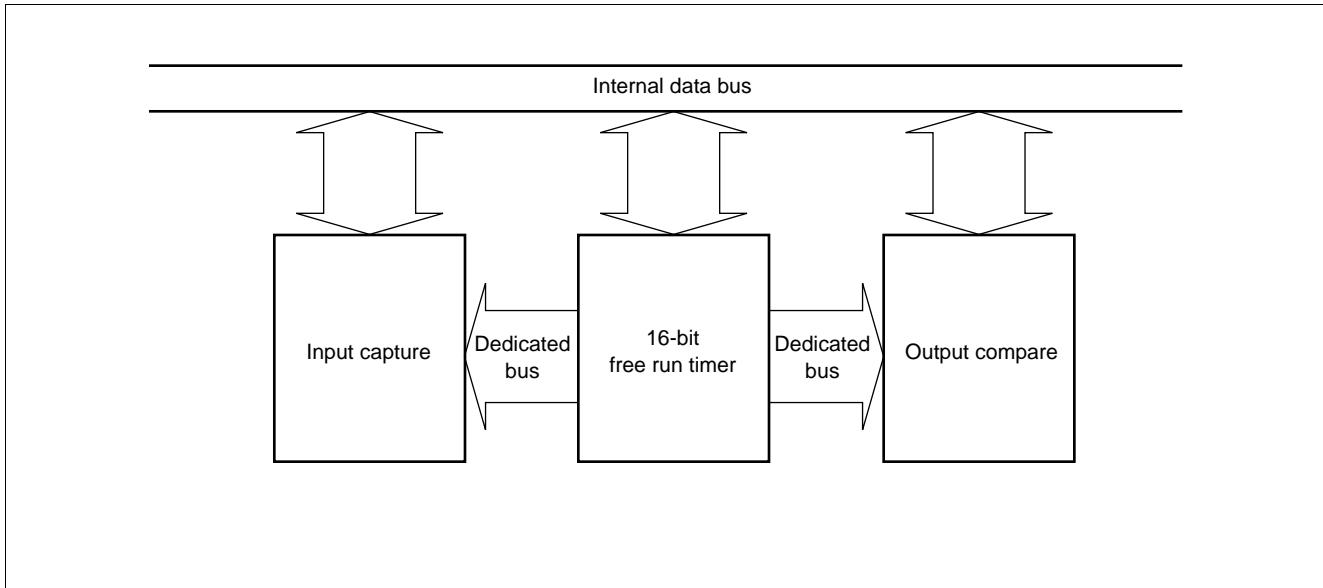 Internal data bus
Input capture
Dedicated
bus
16-bit
free run timer
Dedicated
bus
Output compare